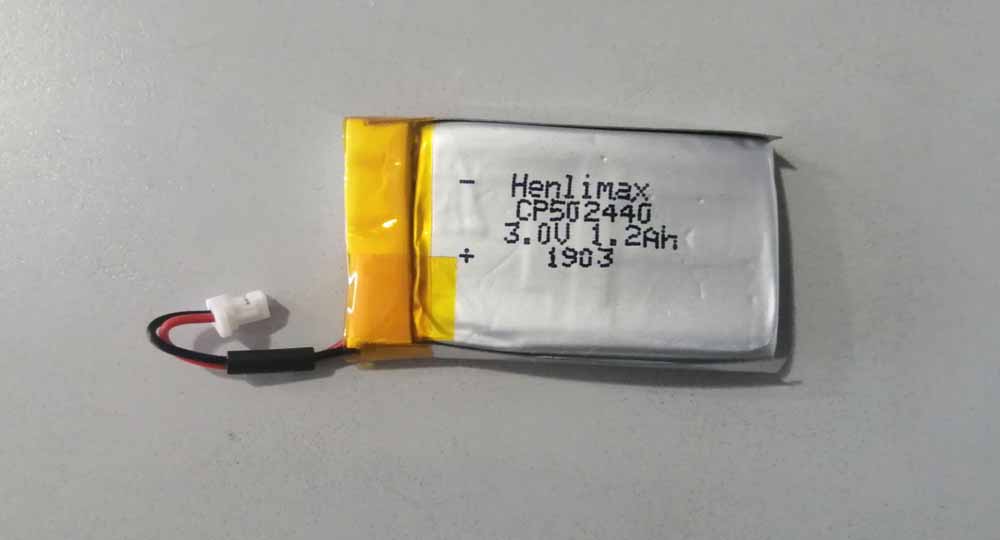 - Henlimax
CP502440
3.0V 1.2Ah
+ 1903